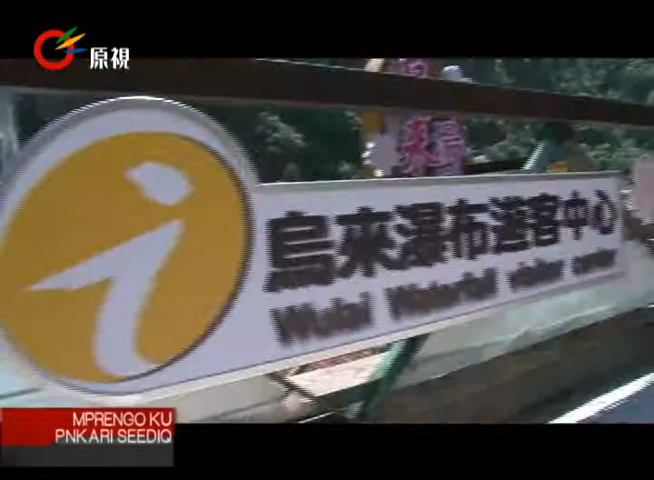 原視
烏來瀑布遊客中心
Wulai Waterfall visitor center
MPRENGO KU
PNKARI SEEDIQ